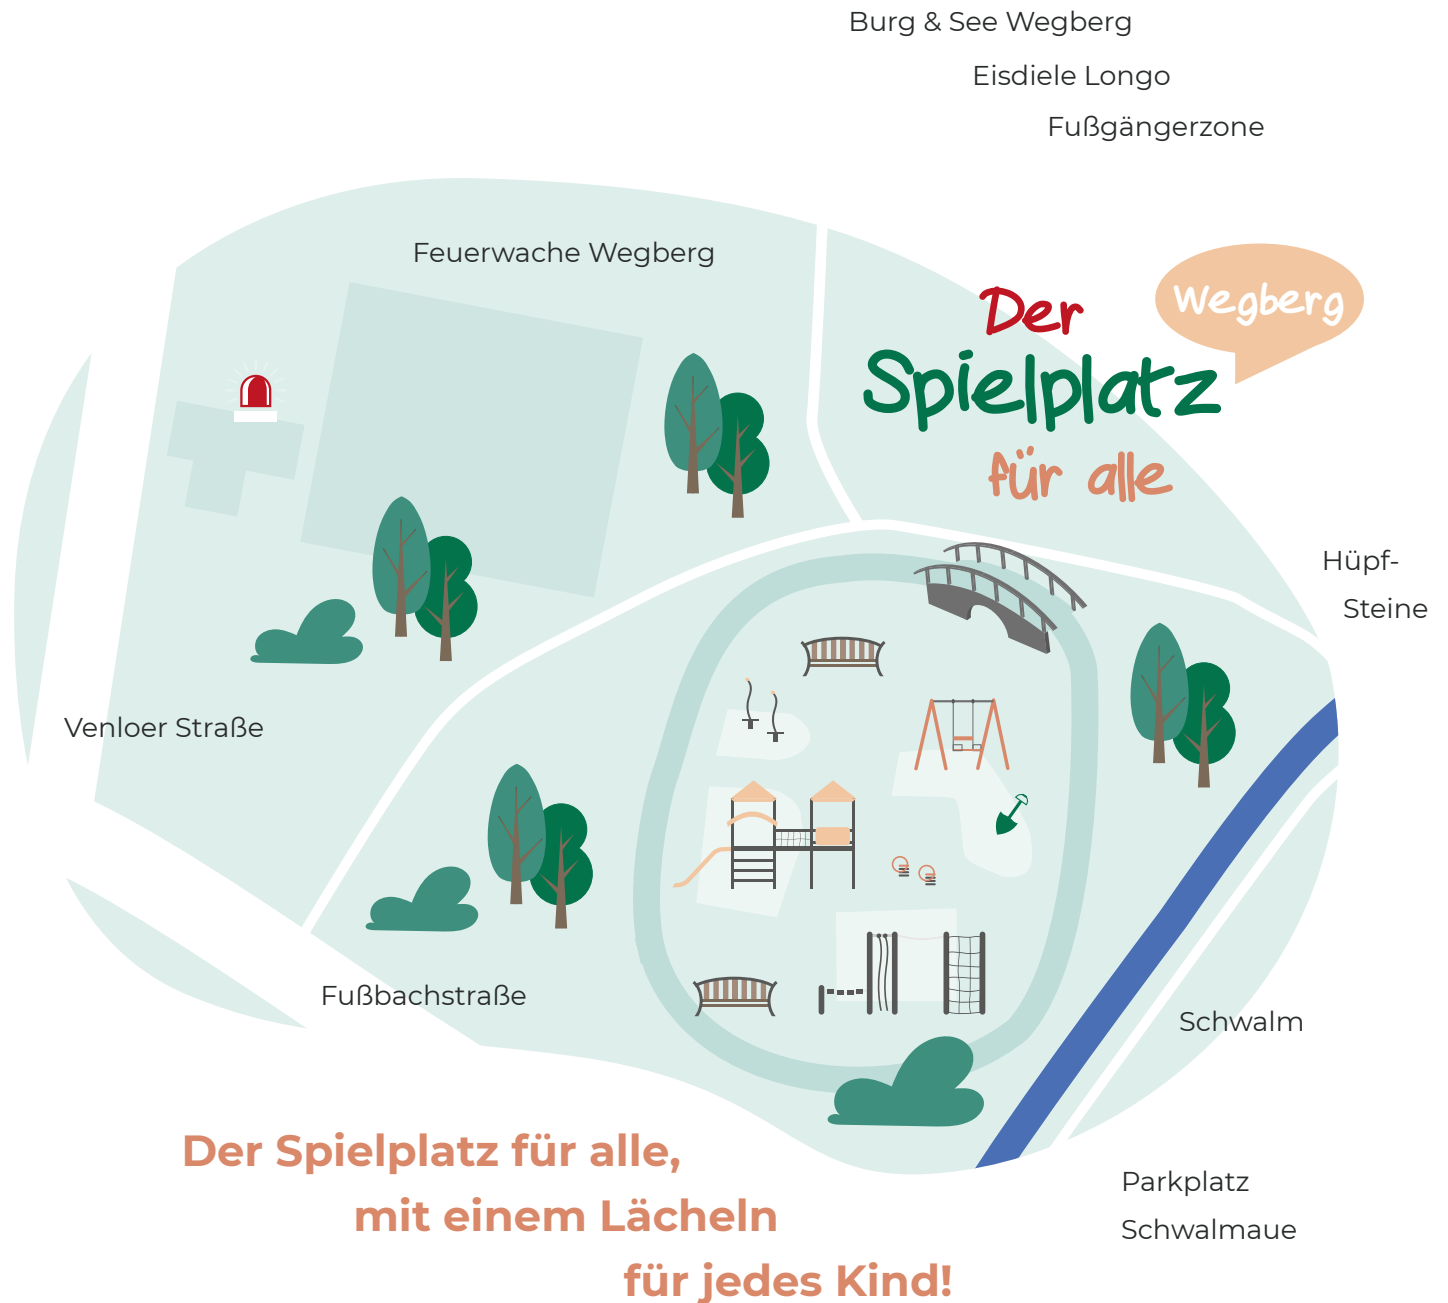 Burg & See Wegberg
Eisdiele Longo
Fußgängerzone
Feuerwache Wegberg
Wegberg
Der
Spielplatz
für alle
Hüpf-
Steine
Venloer Straße
Fußbachstraße
Schwalm
Der Spielplatz für alle,
mit einem Lächeln
für jedes Kind!
Parkplatz
Schwalmaue